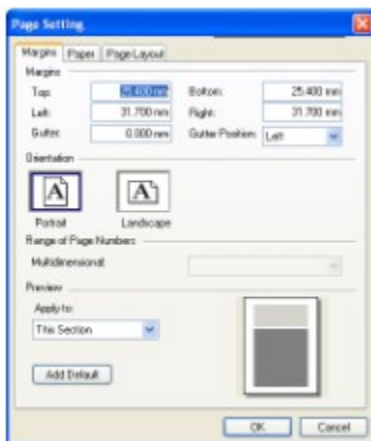 Page Setting
Margins Paper Page Layout
Margins
Top: 25.400 mm Bottom: 25.400 mm
Left: 31.700 mm Right: 31.700 mm
Gutter: 0.000 mm Gutter Position: Left
Orientation
A A
Portrait Landscape
Range of Page Numbers
Multidimensional:
Preview
Apply to:
This Section
Add Default
OK Cancel